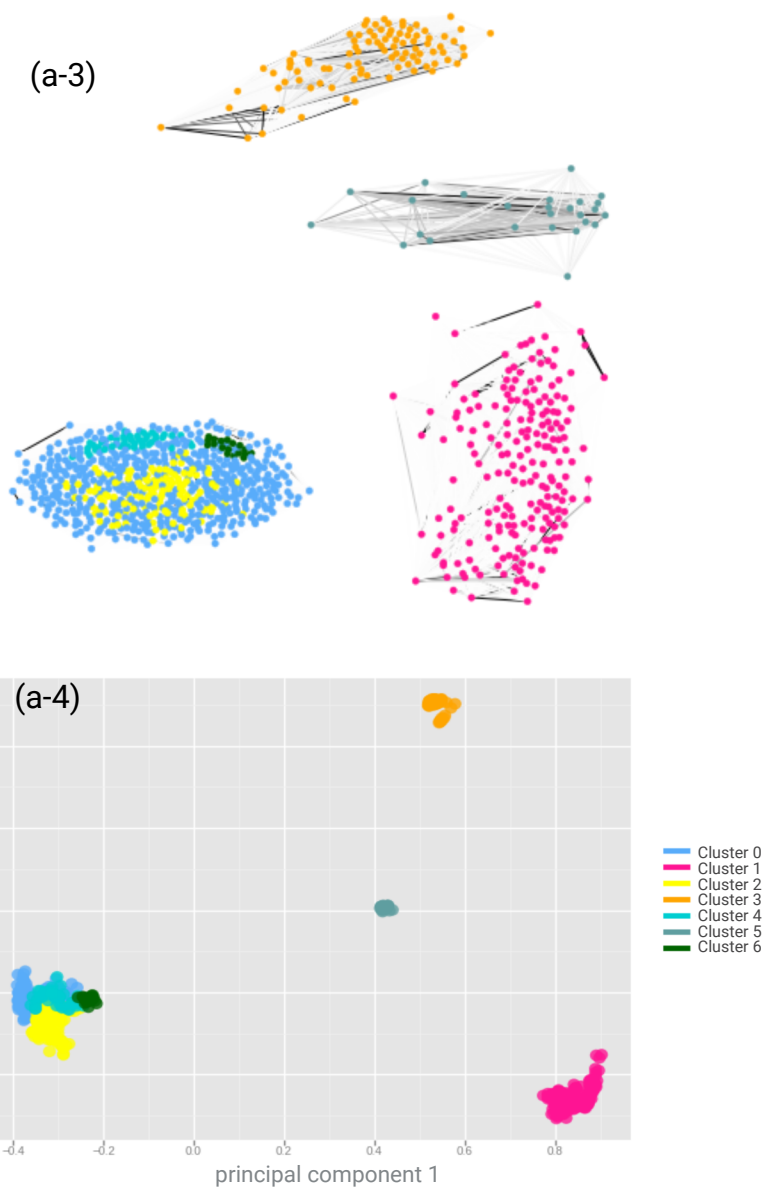 (a-3)
(a-4)
Cluster 0
Cluster 1
Cluster 2
Cluster 3
Cluster 4
Cluster 5
Cluster 6
−0.4 −0.2 0.0 0.2 0.4 0.6 0.8
principal component 1